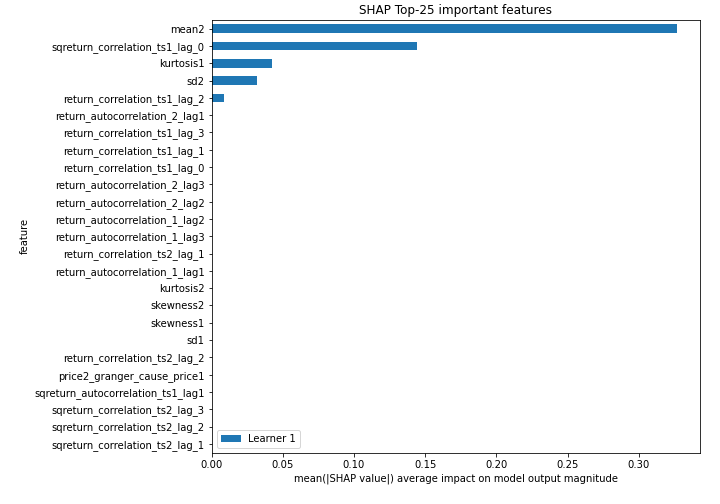 SHAP Top-25 important features
mean2
sqreturn_correlation_ts1_lag_0
kurtosis1
sd2
return_correlation_ts1_lag_2
return_autocorrelation_2_lag1
return_correlation_ts1_lag_3
return_correlation_ts1_lag_1
return_correlation_ts1_lag_0
return_autocorrelation_2_lag3
return_autocorrelation_2_lag2
return_autocorrelation_1_lag2
return_autocorrelation_1_lag3
return_correlation_ts2_lag_1
return_autocorrelation_1_lag1
kurtosis2
skewness2
skewness1
sd1
return_correlation_ts2_lag_2
price2_granger_cause_price1
sqreturn_autocorrelation_ts1_lag1
sqreturn_correlation_ts2_lag_3
sqreturn_correlation_ts2_lag_2
sqreturn_correlation_ts2_lag_1
feature
Learner 1
0.00 0.05 0.10 0.15 0.20 0.25 0.30
mean(|SHAP value|) average impact on model output magnitude